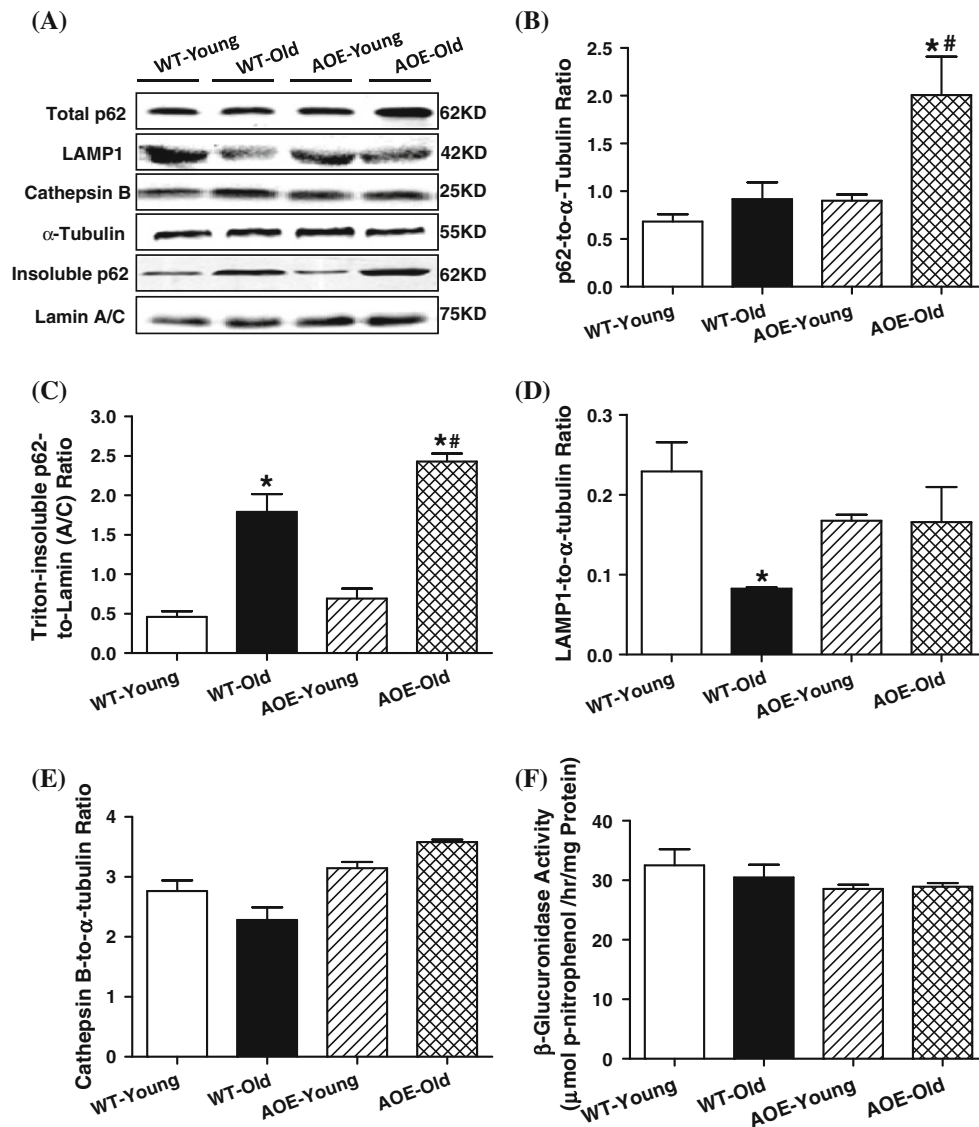 (A)
WT-Young
WT-Old
AOE-Young
AOE-Old
Total p62
62KD
LAMP1
42KD
Cathepsin B
25KD
α-Tubulin
55KD
Insoluble p62
62KD
Lamin A/C
75KD
(B)
p62-to-α-Tubulin Ratio
2.5
2.0
1.5
1.0
0.5
0.0
*#
WT-Young
WT-Old
AOE-Young
AOE-Old
(C)
Triton-insoluble p62-
to-Lamin (A/C) Ratio
3.0
2.5
2.0
1.5
1.0
0.5
0.0
*
*#
WT-Young
WT-Old
AOE-Young
AOE-Old
(D)
LAMP1-to-α-tubulin Ratio
0.3
0.2
0.1
0.0
*
WT-Young
WT-Old
AOE-Young
AOE-Old
(E)
Cathepsin B-to-α-tubulin Ratio
4
3
2
1
0
WT-Young
WT-Old
AOE-Young
AOE-Old
(F)
β-Glucuronidase Activity
(μmol p-nitrophenol /hr/mg Protein)
40
30
20
10
0
WT-Young
WT-Old
AOE-Young
AOE-Old